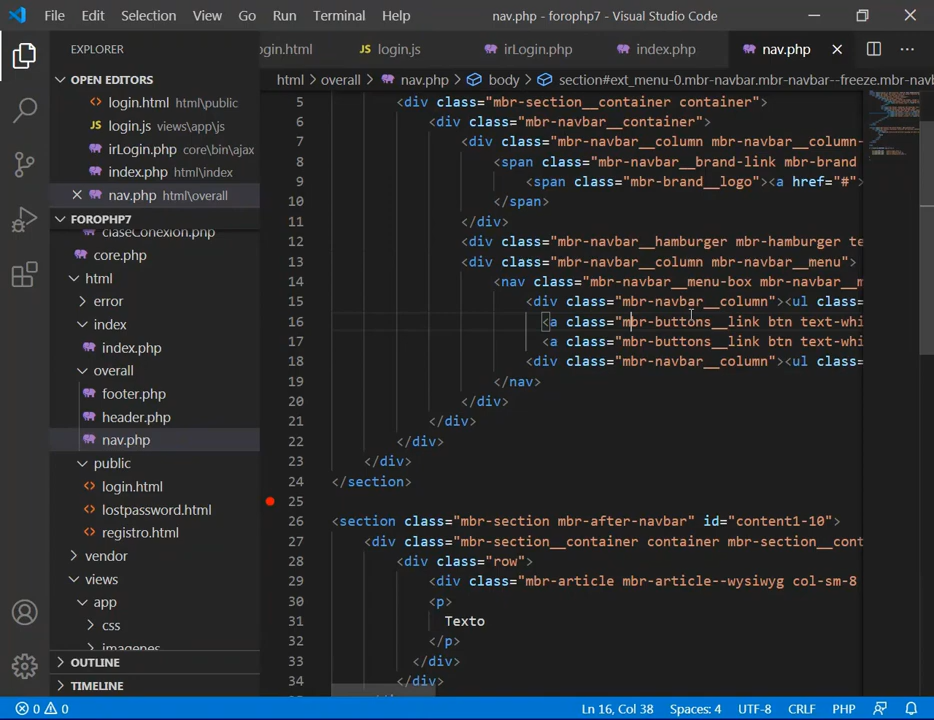 File Edit Selection View Go Run Terminal Help nav.php - forophp7 - Visual Studio Code
EXPLORER
ogin.html JS login.js irLogin.php index.php nav.php
OPEN EDITORS
login.html html\public
JS login.js views\app\js
irLogin.php core\bin\ajax
index.php html\index
nav.php html\overall
FOROPHP7
claseConexion.php
core.php
html
error
index
index.php
overall
footer.php
header.php
nav.php
public
login.html
lostpassword.html
registro.html
vendor
views
app
css
imagenes
OUTLINE
TIMELINE
html overall nav.php body section#ext_menu-0.mbr-navbar.mbr-navbar--freeze.mbr-navb
5 <div class="mbr-section__container container">
6 <div class="mbr-navbar__container">
7 <div class="mbr-navbar__column mbr-navbar__column-
8 <span class="mbr-navbar__brand-link mbr-brand
9 <span class="mbr-brand__logo"><a href="#">
10 </span>
11 </div>
12 <div class="mbr-navbar__hamburger mbr-hamburger te
13 <div class="mbr-navbar__column mbr-navbar__menu">
14 <nav class="mbr-navbar__menu-box mbr-navbar__m
15 <div class="mbr-navbar__column"><ul class=
16 <a class="mbr-buttons__link btn text-whi
17 <a class="mbr-buttons__link btn text-whi
18 <div class="mbr-navbar__column"><ul class=
19 </nav>
20 </div>
21 </div>
22 </div>
23 </div>
24 </section>
25
26 <section class="mbr-section mbr-after-navbar" id="content1-10">
27 <div class="mbr-section__container container mbr-section__cont
28 <div class="row">
29 <div class="mbr-article mbr-article--wysiwyg col-sm-8
30 <p>
31 Texto
32 </p>
33 </div>
34 </div>
0 0 Ln 16, Col 38 Spaces: 4 UTF-8 CRLF PHP